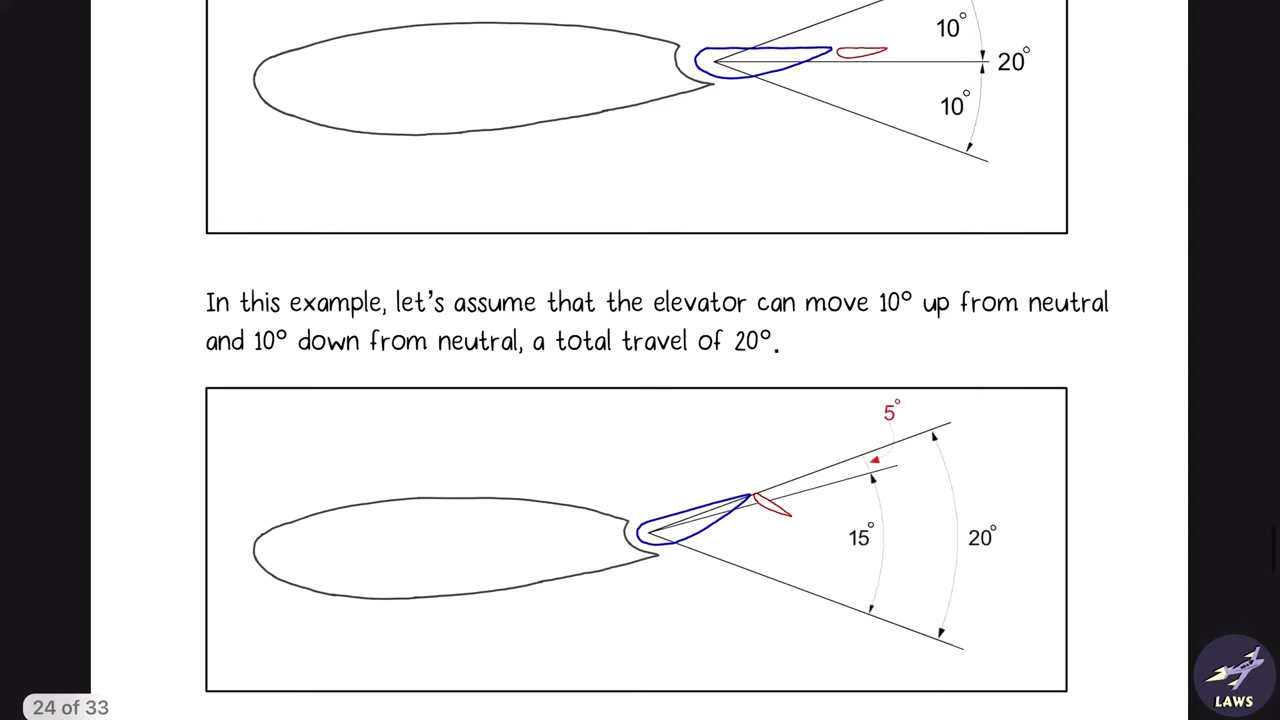 10°
20°
10°
In this example, let's assume that the elevator can move 10° up from neutral
and 10° down from neutral, a total travel of 20°.
5°
15°
20°
24 of 33
LAWS